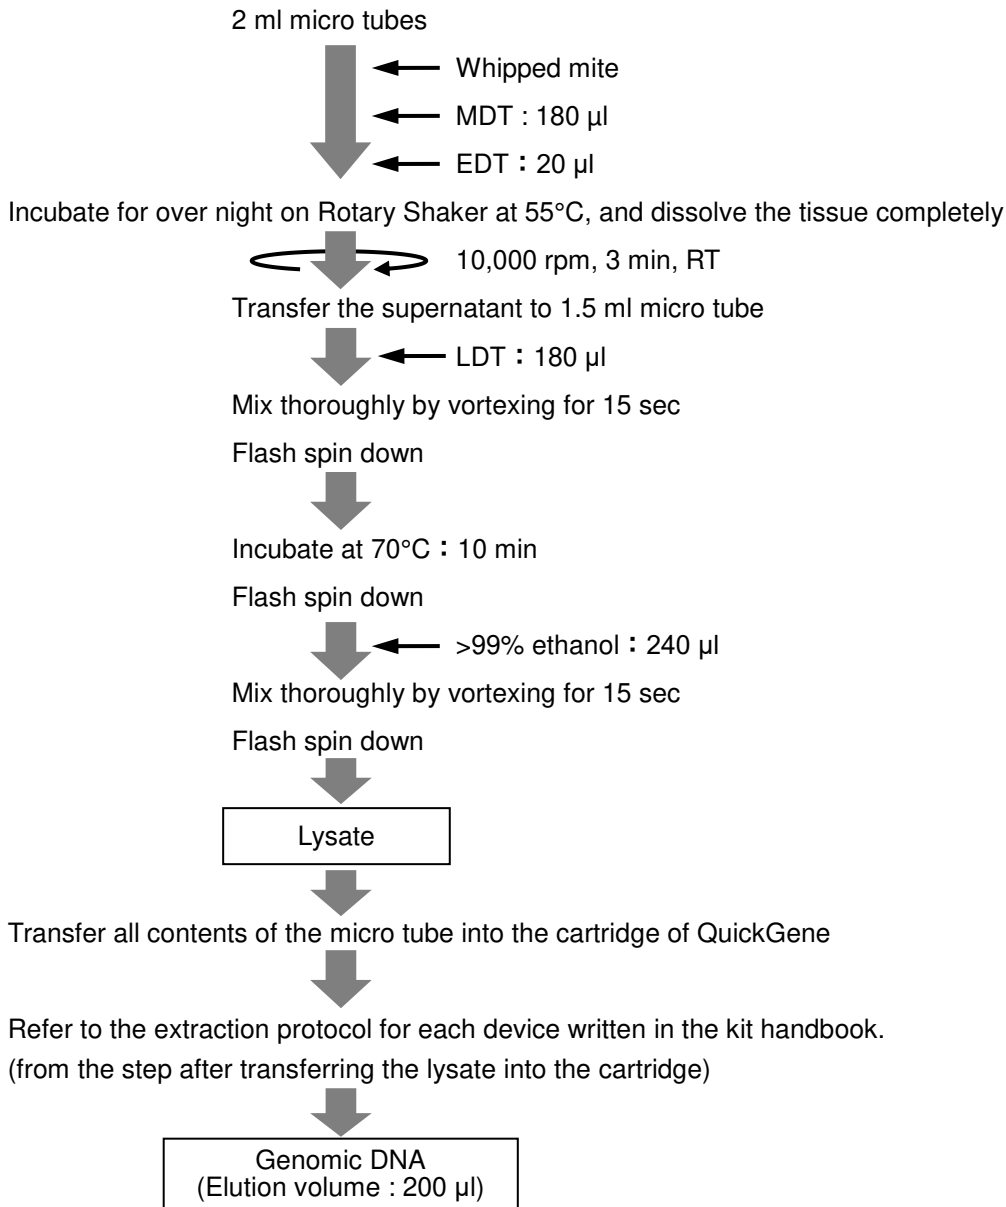 2 ml micro tubes
Whipped mite
MDT : 180 µl
EDT：20 µl
Incubate for over night on Rotary Shaker at 55°C, and dissolve the tissue completely
10,000 rpm, 3 min, RT
Transfer the supernatant to 1.5 ml micro tube
LDT：180 µl
Mix thoroughly by vortexing for 15 sec
Flash spin down
Incubate at 70°C：10 min
Flash spin down
>99% ethanol：240 µl
Mix thoroughly by vortexing for 15 sec
Flash spin down
Lysate
Transfer all contents of the micro tube into the cartridge of QuickGene
Refer to the extraction protocol for each device written in the kit handbook.
(from the step after transferring the lysate into the cartridge)
Genomic DNA
(Elution volume : 200 µl)